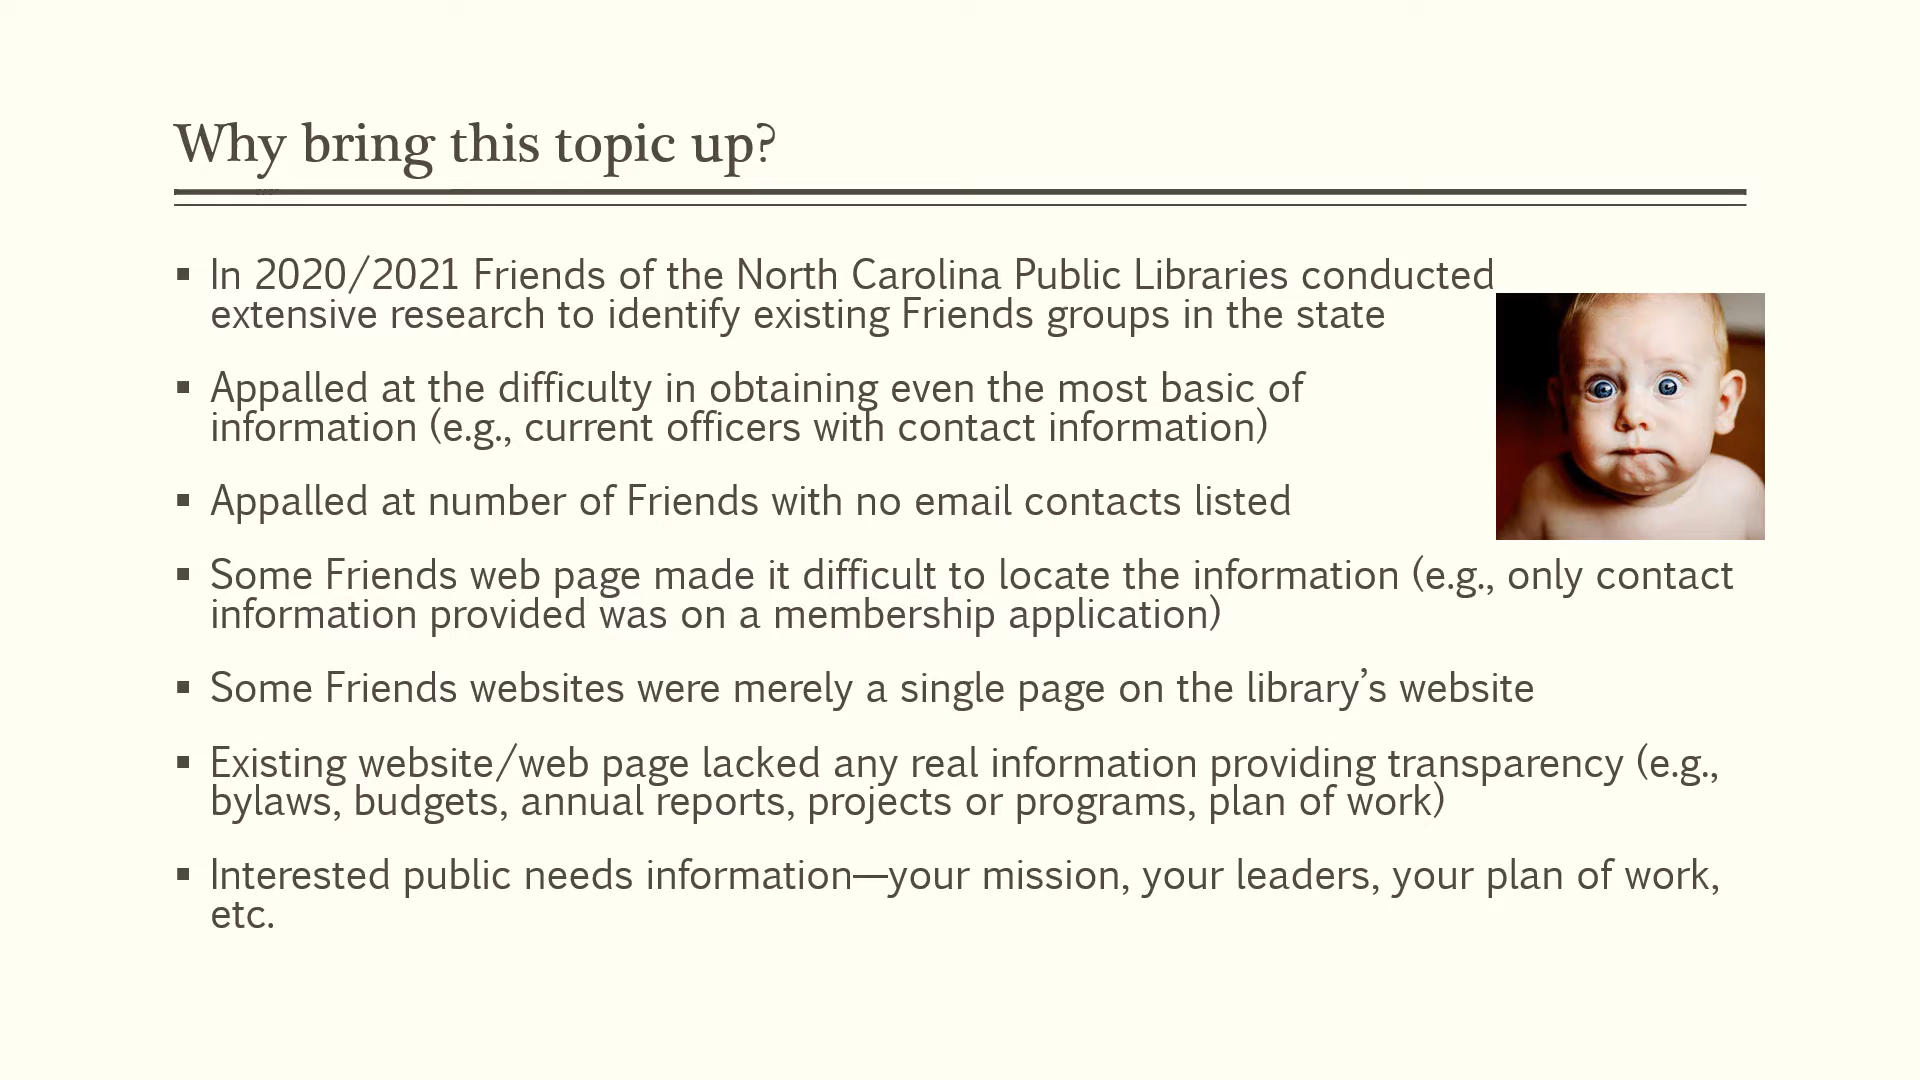 Why bring this topic up?
▪ In 2020/2021 Friends of the North Carolina Public Libraries conducted
extensive research to identify existing Friends groups in the state
▪ Appalled at the difficulty in obtaining even the most basic of
information (e.g., current officers with contact information)
▪ Appalled at number of Friends with no email contacts listed
▪ Some Friends web page made it difficult to locate the information (e.g., only contact
information provided was on a membership application)
▪ Some Friends websites were merely a single page on the library’s website
▪ Existing website/web page lacked any real information providing transparency (e.g.,
bylaws, budgets, annual reports, projects or programs, plan of work)
▪ Interested public needs information—your mission, your leaders, your plan of work,
etc.